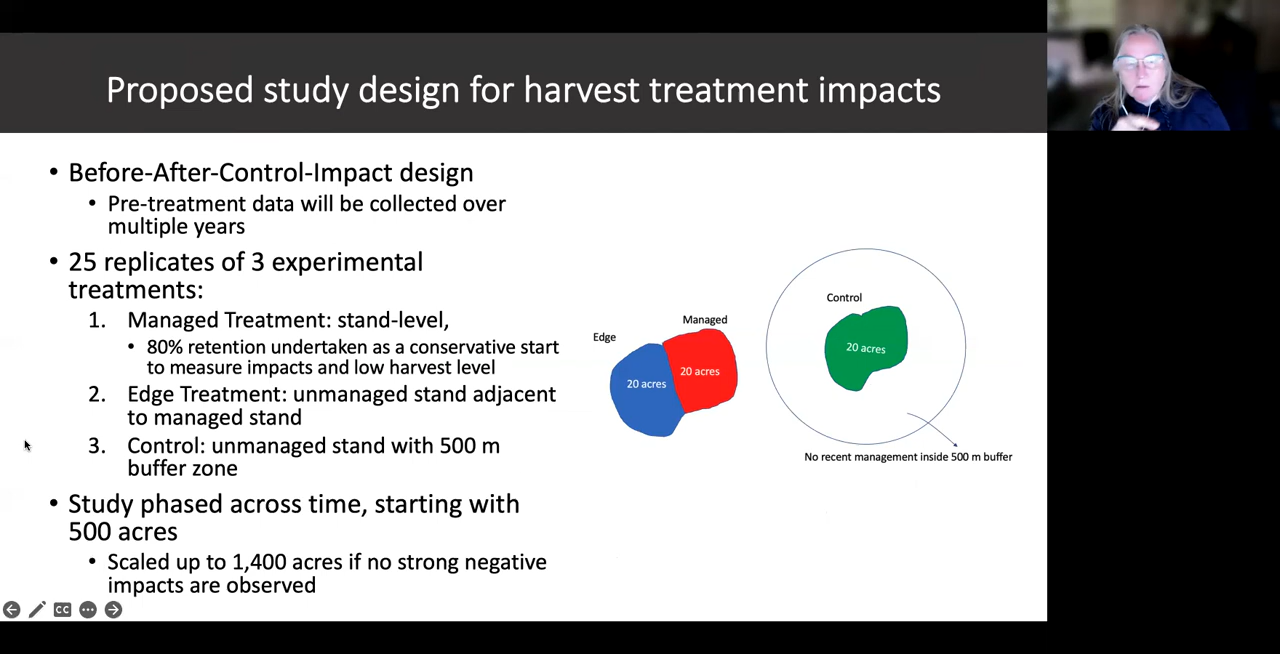 Proposed study design for harvest treatment impacts
• Before-After-Control-Impact design
• Pre-treatment data will be collected over
multiple years
• 25 replicates of 3 experimental
treatments:
1. Managed Treatment: stand-level,
• 80% retention undertaken as a conservative start
to measure impacts and low harvest level
2. Edge Treatment: unmanaged stand adjacent
to managed stand
3. Control: unmanaged stand with 500 m
buffer zone
• Study phased across time, starting with
500 acres
• Scaled up to 1,400 acres if no strong negative
impacts are observed
Edge
Managed
20 acres
20 acres
Control
20 acres
No recent management inside 500 m buffer
CC